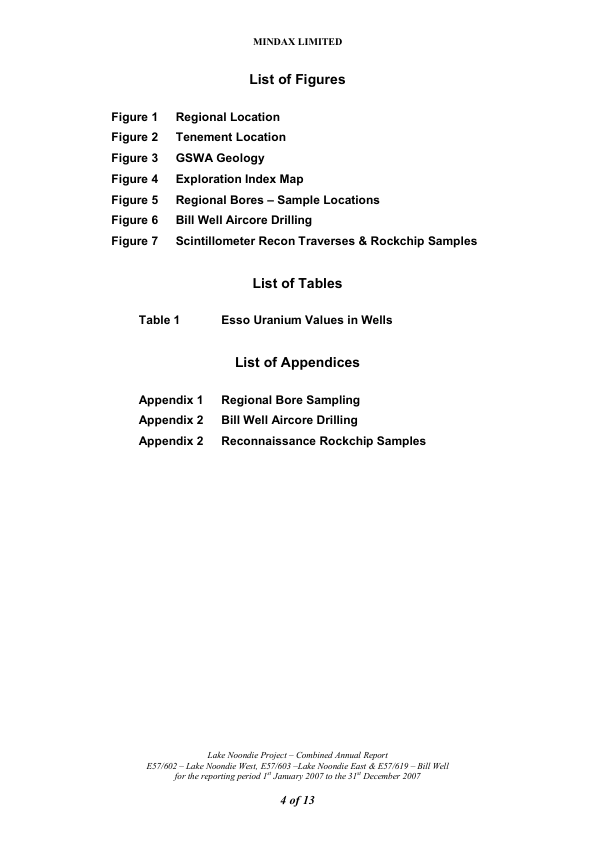 MINDAX LIMITED
List of Figures
Figure 1 Regional Location
Figure 2 Tenement Location
Figure 3 GSWA Geology
Figure 4 Exploration Index Map
Figure 5 Regional Bores – Sample Locations
Figure 6 Bill Well Aircore Drilling
Figure 7 Scintillometer Recon Traverses & Rockchip Samples
List of Tables
Table 1 Esso Uranium Values in Wells
List of Appendices
Appendix 1 Regional Bore Sampling
Appendix 2 Bill Well Aircore Drilling
Appendix 2 Reconnaissance Rockchip Samples
Lake Noondie Project – Combined Annual Report
E57/602 – Lake Noondie West, E57/603 –Lake Noondie East & E57/619 – Bill Well
for the reporting period 1st January 2007 to the 31st December 2007
4 of 13